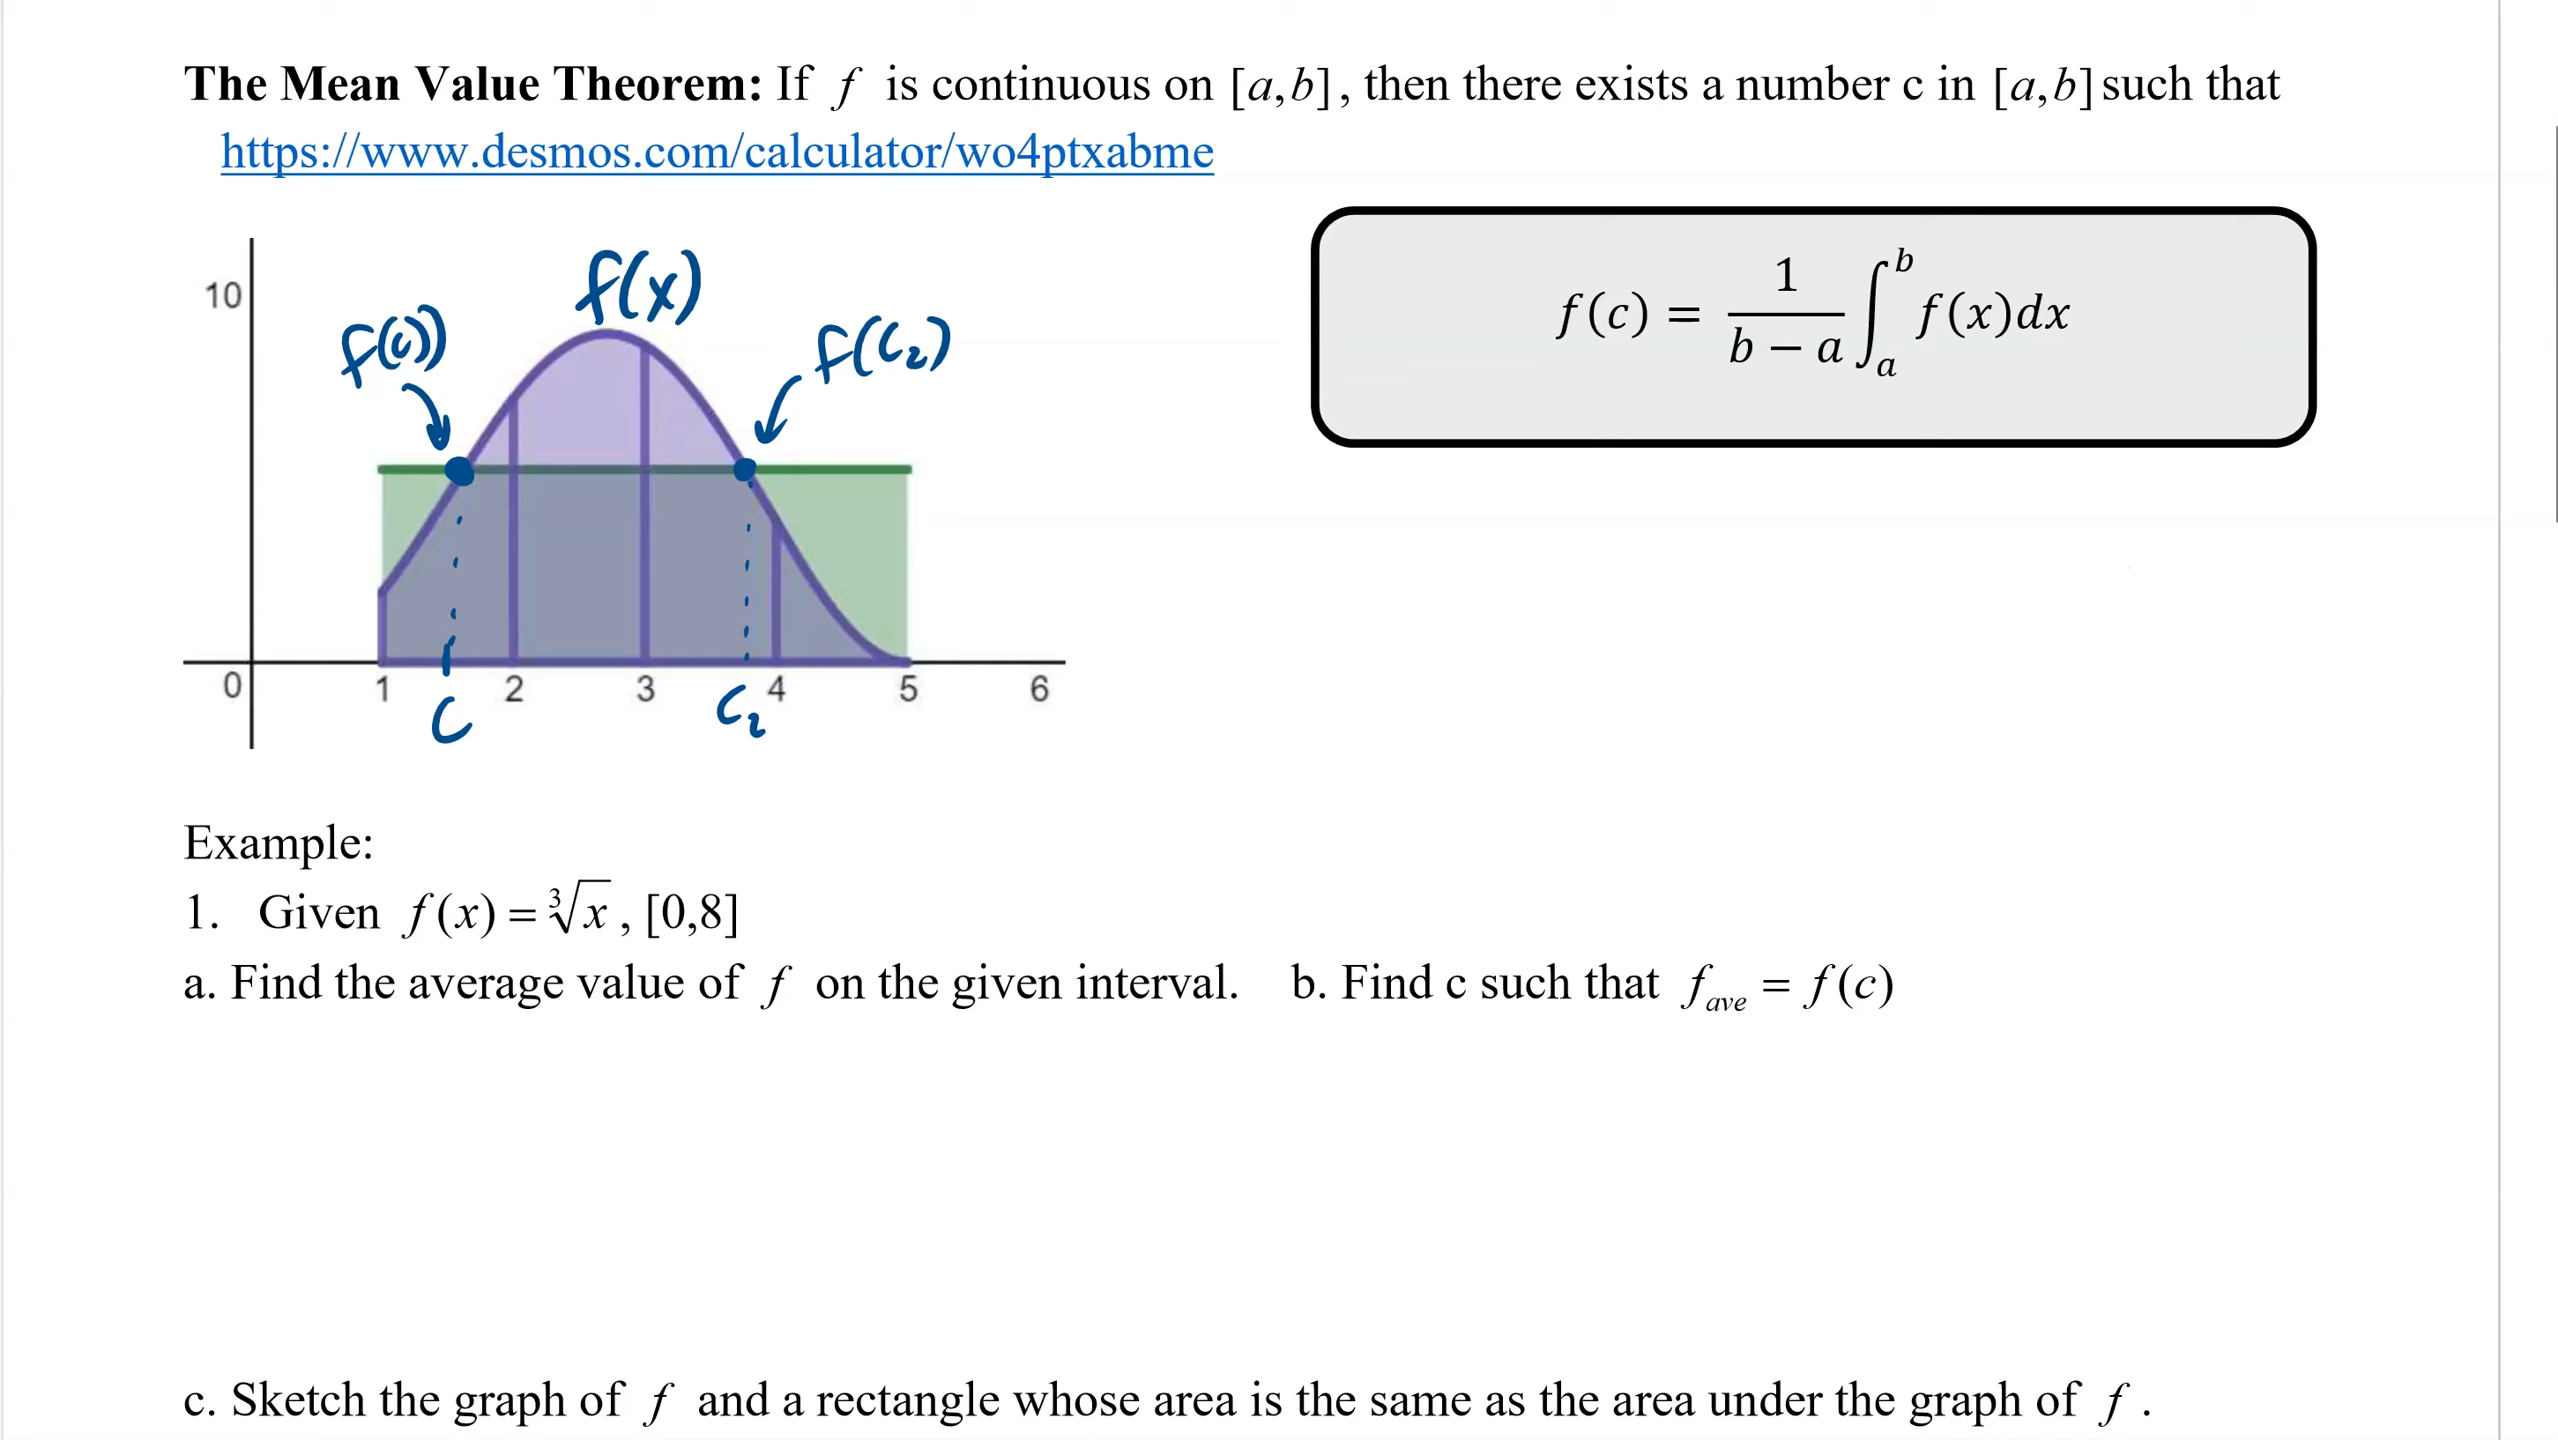 The Mean Value Theorem: If f is continuous on [a,b], then there exists a number c in [a,b] such that
https://www.desmos.com/calculator/wo4ptxabme
f(c) = 1/(b − a) ∫_a^b f(x)dx
10
f(x)
f(c))
f(c₂)
0 1 2 3 4 5 6
c c₂
Example:
1. Given f(x) = ∛x, [0,8]
a. Find the average value of f on the given interval. b. Find c such that f_ave = f(c)
c. Sketch the graph of f and a rectangle whose area is the same as the area under the graph of f.